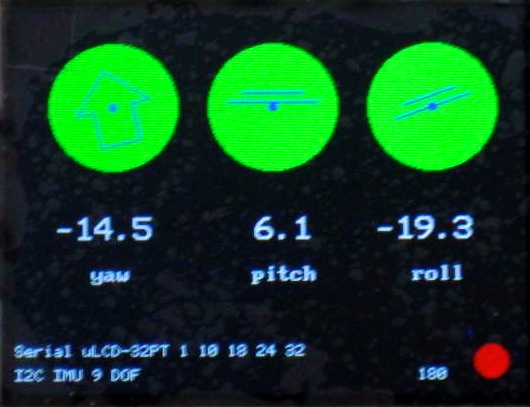 -14.5 6.1 -19.3
yaw pitch roll
Serial uLCD-32PT 1 10 18 24 32
I2C IMU 9 DOF 180